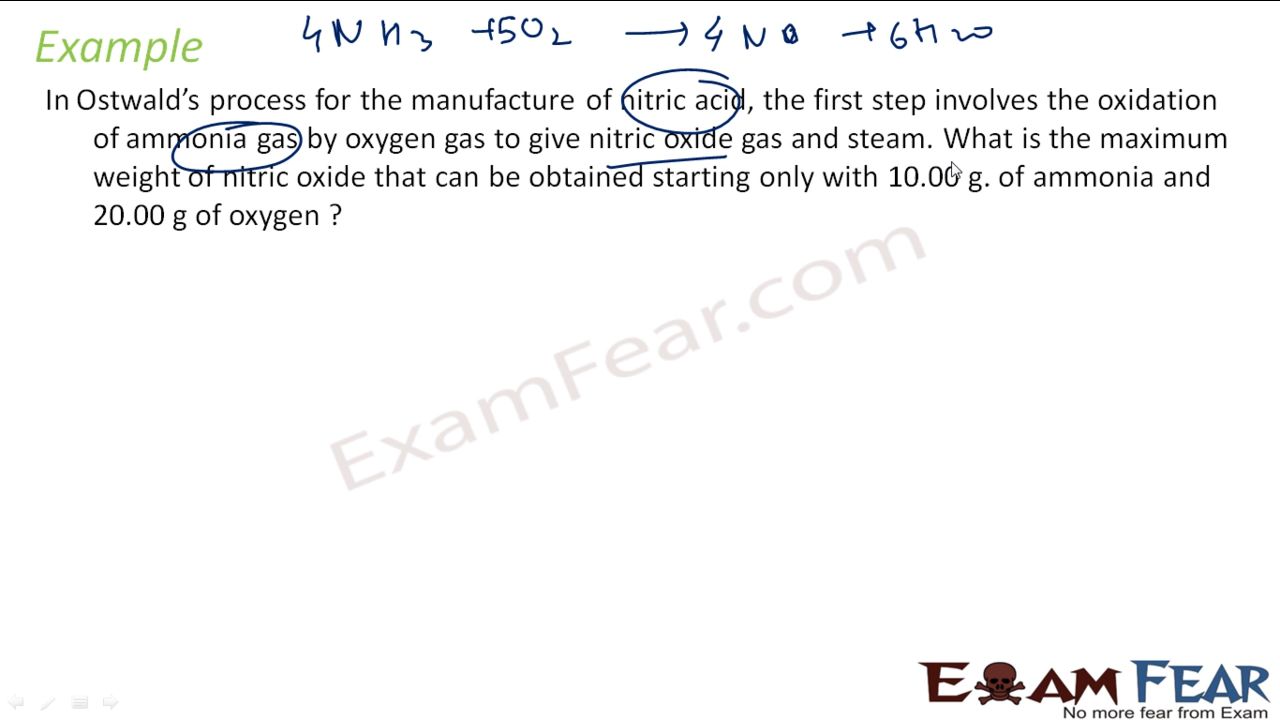 4NH3 +5O2 → 4NO + 6H2O
Example
In Ostwald’s process for the manufacture of nitric acid, the first step involves the oxidation
of ammonia gas by oxygen gas to give nitric oxide gas and steam. What is the maximum
weight of nitric oxide that can be obtained starting only with 10.00 g. of ammonia and
20.00 g of oxygen ?
ExamFear.com
EXAM FEAR
No more fear from Exam